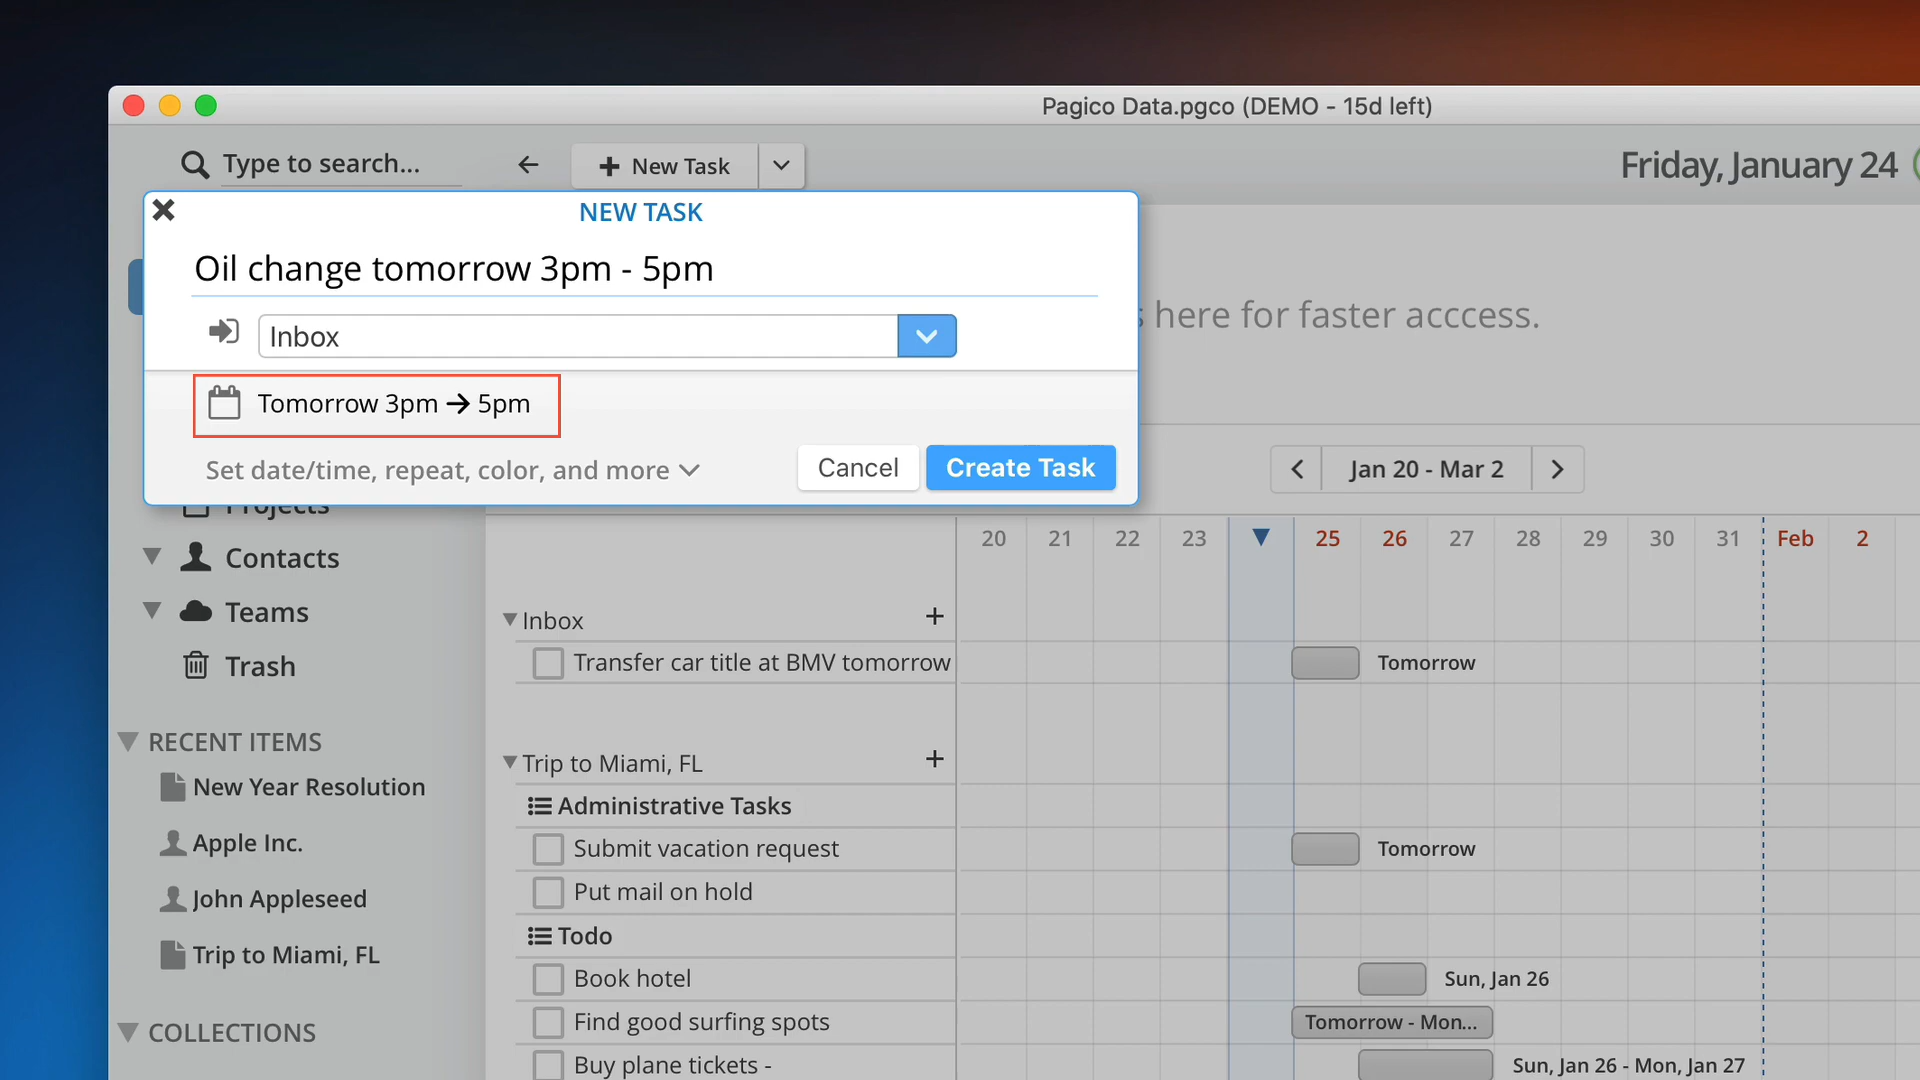 Pagico Data.pgco (DEMO - 15d left)
Type to search...
New Task
Friday, January 24
NEW TASK
Oil change tomorrow 3pm - 5pm
here for faster acccess.
Inbox
Tomorrow 3pm → 5pm
Set date/time, repeat, color, and more
Cancel
Create Task
Jan 20 - Mar 2
Projects
Contacts
Teams
Trash
RECENT ITEMS
New Year Resolution
Apple Inc.
John Appleseed
Trip to Miami, FL
COLLECTIONS
20 21 22 23 25 26 27 28 29 30 31 Feb 2
Inbox
Transfer car title at BMV tomorrow
Tomorrow
Trip to Miami, FL
Administrative Tasks
Submit vacation request
Tomorrow
Put mail on hold
Todo
Book hotel
Sun, Jan 26
Find good surfing spots
Tomorrow - Mon...
Buy plane tickets -
Sun, Jan 26 - Mon, Jan 27